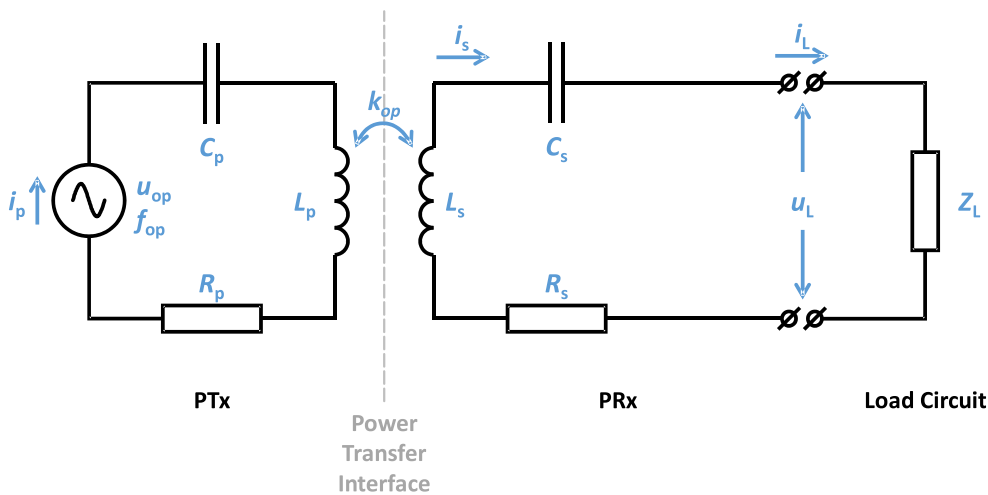 i_s
i_L
k_op
C_p
C_s
i_p
u_op
f_op
L_p
L_s
u_L
Z_L
R_p
R_s
PTx
PRx
Load Circuit
Power
Transfer
Interface